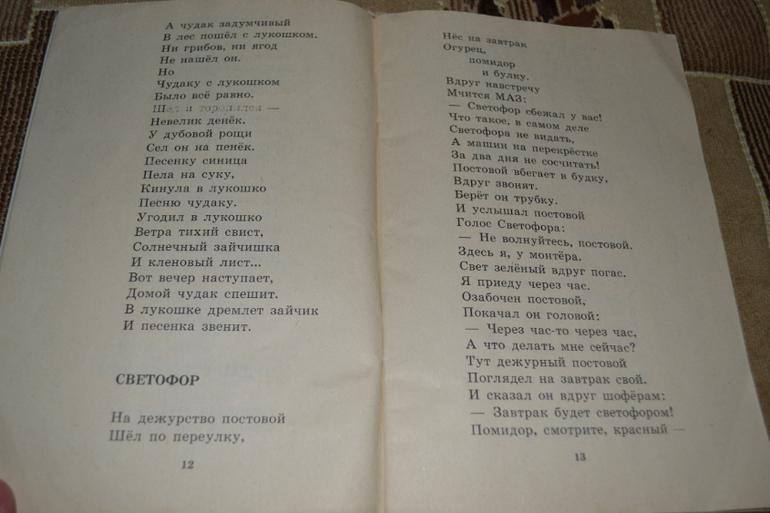 А чудак задумчивый
В лес пошёл с лукошком.
Ни грибов, ни ягод
Не нашёл он.
Но
Чудаку с лукошком
Было всё равно.
Шёл и торопился —
Невелик денёк.
У дубовой рощи
Сел он на пенёк.
Песенку синица
Пела на суку,
Кинула в лукошко
Песню чудаку.
Угодил в лукошко
Ветра тихий свист,
Солнечный зайчишка
И кленовый лист...
Вот вечер наступает,
Домой чудак спешит.
В лукошке дремлет зайчик
И песенка звенит.
СВЕТОФОР
На дежурство постовой
Шёл по переулку,
12
Нёс на завтрак
Огурец,
помидор
и булку.
Вдруг навстречу
Мчится МАЗ:
— Светофор сбежал у вас!
Что такое, в самом деле
Светофора не видать,
А машин на перекрёстке
За два дня не сосчитать!
Постовой вбегает в будку,
Вдруг звонят.
Берёт он трубку.
И услышал постовой
Голос Светофора:
— Не волнуйтесь, постовой.
Здесь я, у монтёра.
Свет зелёный вдруг погас.
Я приеду через час.
Озабочен постовой,
Покачал он головой:
— Через час-то через час,
А что делать мне сейчас?
Тут дежурный постовой
Поглядел на завтрак свой.
И сказал он вдруг шофёрам:
— Завтрак будет светофором!
Помидор, смотрите, красный —
13